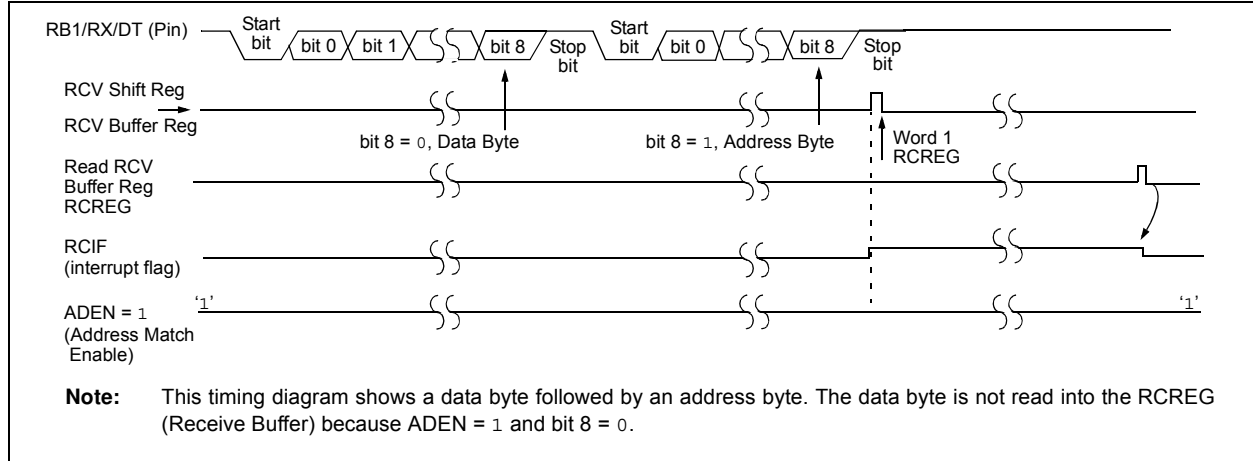 RB1/RX/DT (Pin)
Start
bit
bit 0
bit 1
bit 8
Stop
bit
Start
bit
bit 0
bit 8
Stop
bit
RCV Shift Reg
RCV Buffer Reg
bit 8 = 0, Data Byte
bit 8 = 1, Address Byte
Word 1
RCREG
Read RCV
Buffer Reg
RCREG
RCIF
(interrupt flag)
ADEN = 1
(Address Match
Enable)
‘1’
‘1’
Note: This timing diagram shows a data byte followed by an address byte. The data byte is not read into the RCREG
(Receive Buffer) because ADEN = 1 and bit 8 = 0.